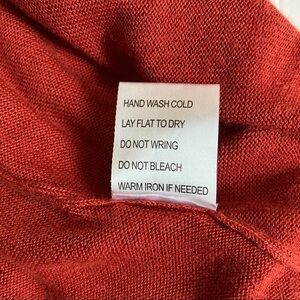 HAND WASH COLD
LAY FLAT TO DRY
DO NOT WRING
DO NOT BLEACH
WARM IRON IF NEEDED